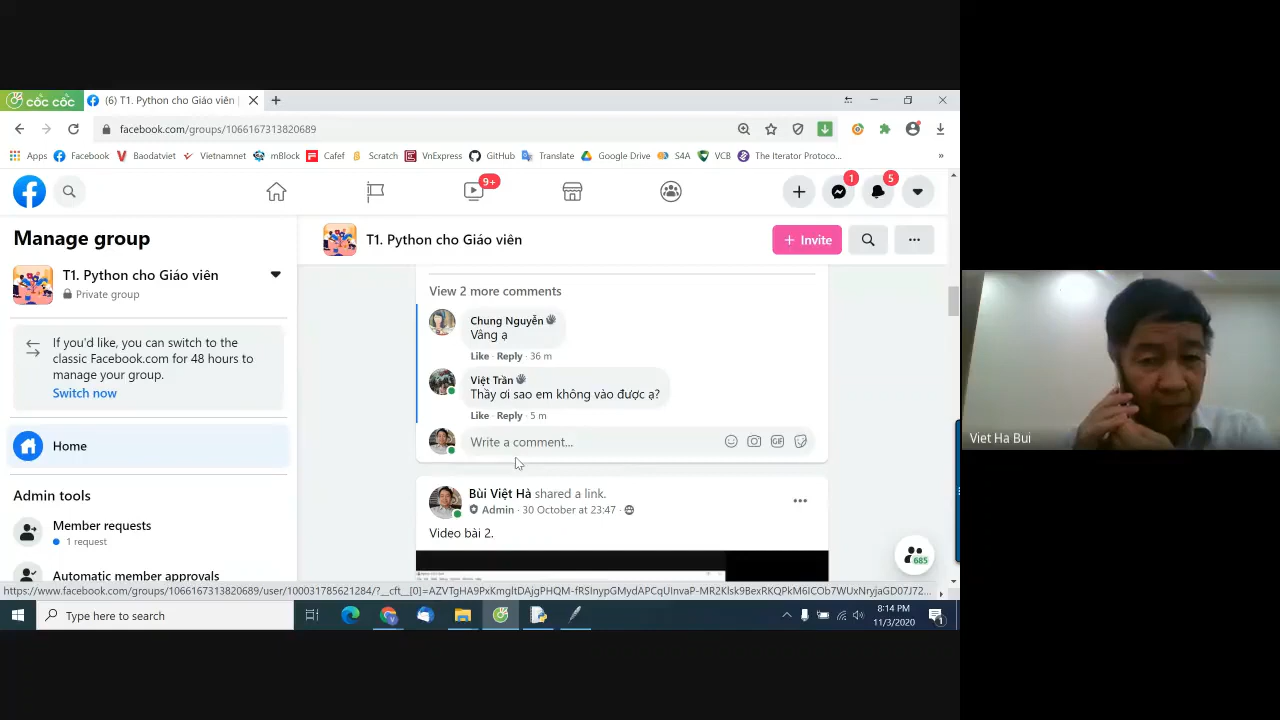 CỐC CỐC
(6) T1. Python cho Giáo viên
facebook.com/groups/1066167313820689
Apps Facebook Baodatviet Vietnamnet mBlock Cafef Scratch VnExpress GitHub Translate Google Drive S4A VCB The Iterator Protoco... »
9+
1
5
Manage group
T1. Python cho Giáo viên
Private group
If you'd like, you can switch to the
classic Facebook.com for 48 hours to
manage your group.
Switch now
Home
Admin tools
Member requests
1 request
Automatic member approvals
T1. Python cho Giáo viên
+ Invite
View 2 more comments
Chung Nguyễn
Vâng ạ
Like · Reply · 36 m
Việt Trần
Thầy ơi sao em không vào được ạ?
Like · Reply · 5 m
Write a comment...
GIF
Bùi Việt Hà shared a link.
Admin · 30 October at 23:47 ·
Video bài 2.
685
Type here to search
8:14 PM
11/3/2020
1
Viet Ha Bui